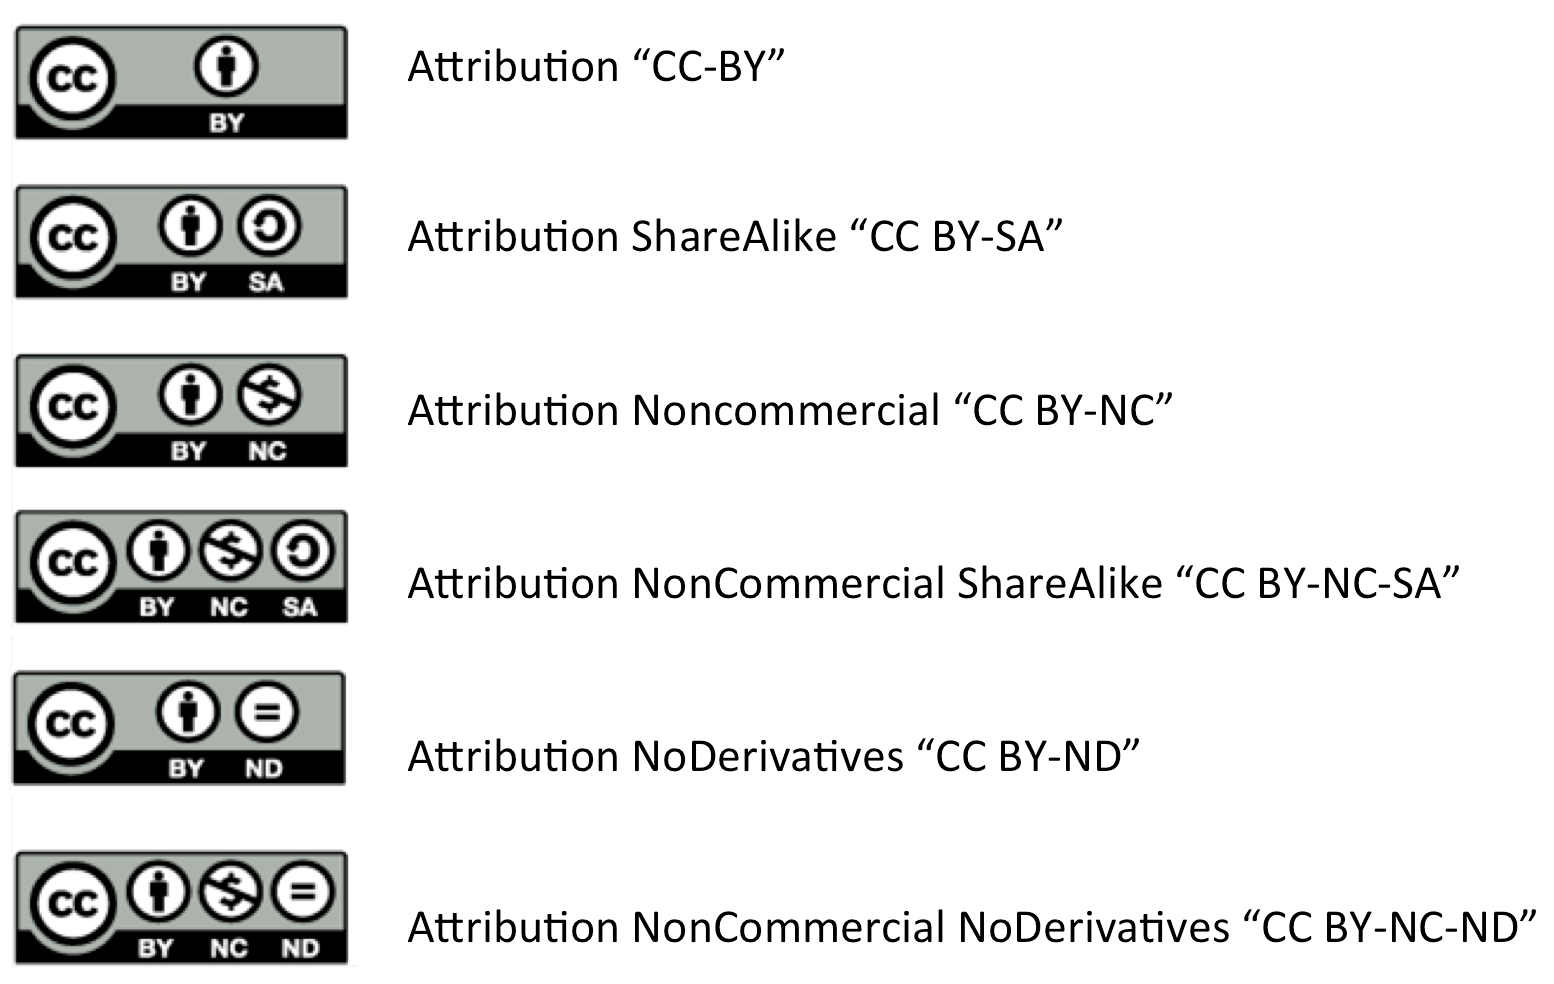 cc BY
Attribution “CC-BY”
cc BY SA
Attribution ShareAlike “CC BY-SA”
cc BY NC
Attribution Noncommercial “CC BY-NC”
cc BY NC SA
Attribution NonCommercial ShareAlike “CC BY-NC-SA”
cc BY ND
Attribution NoDerivatives “CC BY-ND”
cc BY NC ND
Attribution NonCommercial NoDerivatives “CC BY-NC-ND”